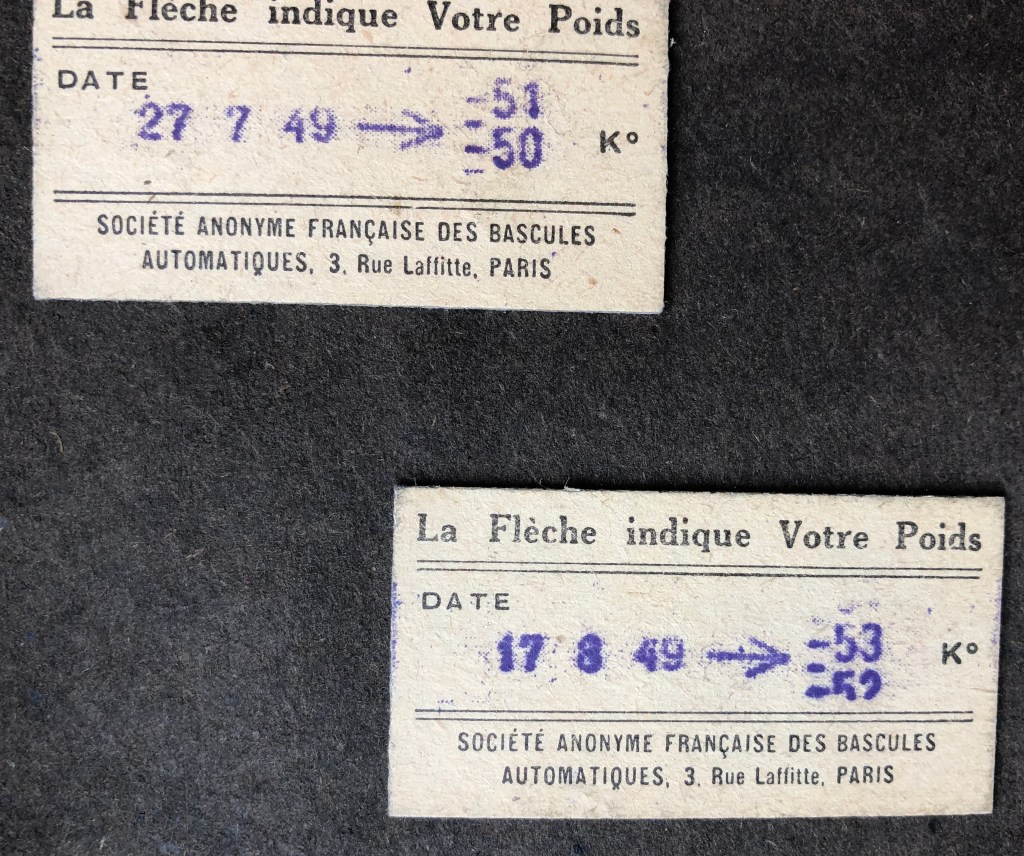 La Flèche indique Votre Poids
DATE
-51
27 7 49 → K°
-50
SOCIÉTÉ ANONYME FRANÇAISE DES BASCULES
AUTOMATIQUES, 3, Rue Laffitte, PARIS
La Flèche indique Votre Poids
DATE
-53
17 8 49 → K°
-52
SOCIÉTÉ ANONYME FRANÇAISE DES BASCULES
AUTOMATIQUES, 3, Rue Laffitte, PARIS